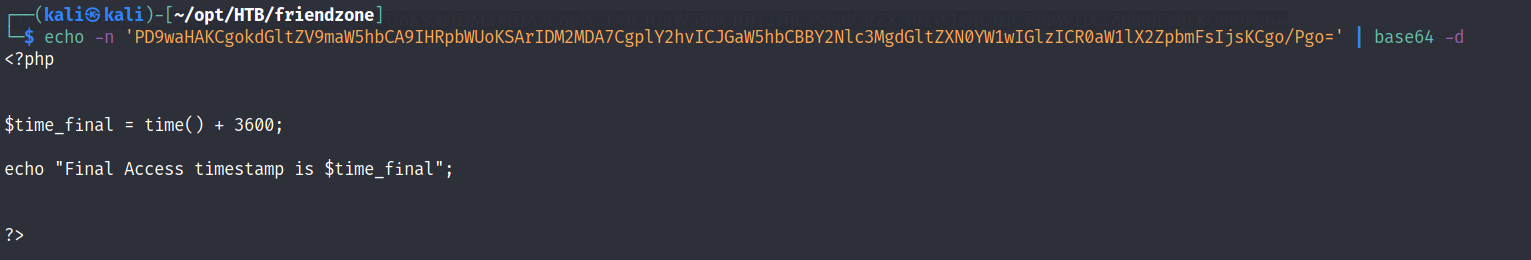 ┌──(kali㉿kali)-[~/opt/HTB/friendzone]
└─$ echo -n 'PD9waHAKCgokdGltZV9maW5hbCA9IHRpbWUoKSArIDM2MDA7CgplY2hvICJGaW5hbCBBY2Nlc3MgdGltZXN0YW1wIGlzICR0aW1lX2ZpbmFsIjsKCgo/Pgo=' | base64 -d
<?php
$time_final = time() + 3600;
echo "Final Access timestamp is $time_final";
?>